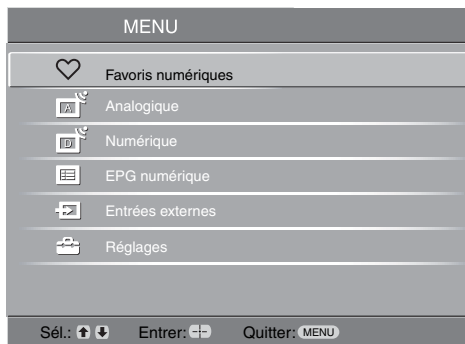 MENU
Favoris numériques
A Analogique
D Numérique
EPG numérique
Entrées externes
Réglages
Sél.: Entrer: Quitter: MENU